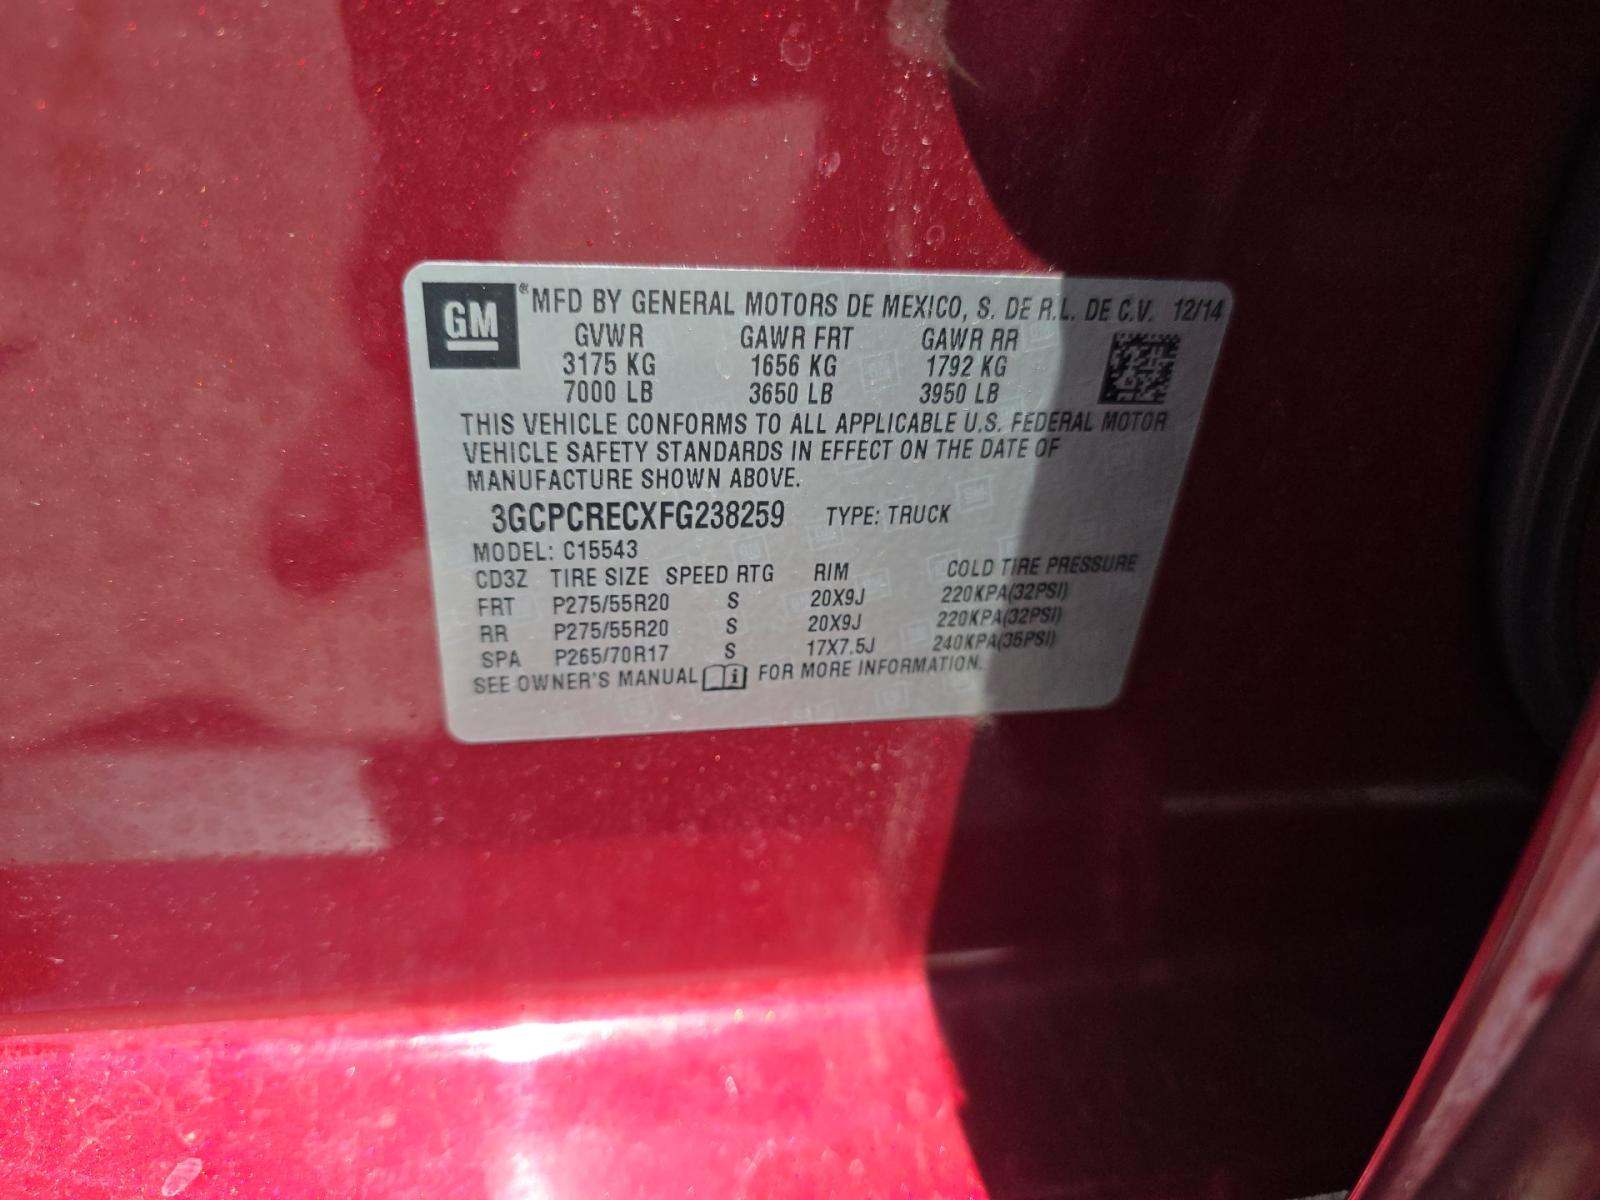 GM ® MFD BY GENERAL MOTORS DE MEXICO, S. DE R.L. DE C.V. 12/14
GVWR GAWR FRT GAWR RR
3175 KG 1656 KG 1792 KG
7000 LB 3650 LB 3950 LB
THIS VEHICLE CONFORMS TO ALL APPLICABLE U.S. FEDERAL MOTOR
VEHICLE SAFETY STANDARDS IN EFFECT ON THE DATE OF
MANUFACTURE SHOWN ABOVE.
3GCPCRECXFG238259 TYPE: TRUCK
MODEL: C15543
CD3Z TIRE SIZE SPEED RTG RIM COLD TIRE PRESSURE
FRT P275/55R20 S 20X9J 220KPA(32PSI)
RR P275/55R20 S 20X9J 220KPA(32PSI)
SPA P265/70R17 S 17X7.5J 240KPA(35PSI)
SEE OWNER'S MANUAL FOR MORE INFORMATION.